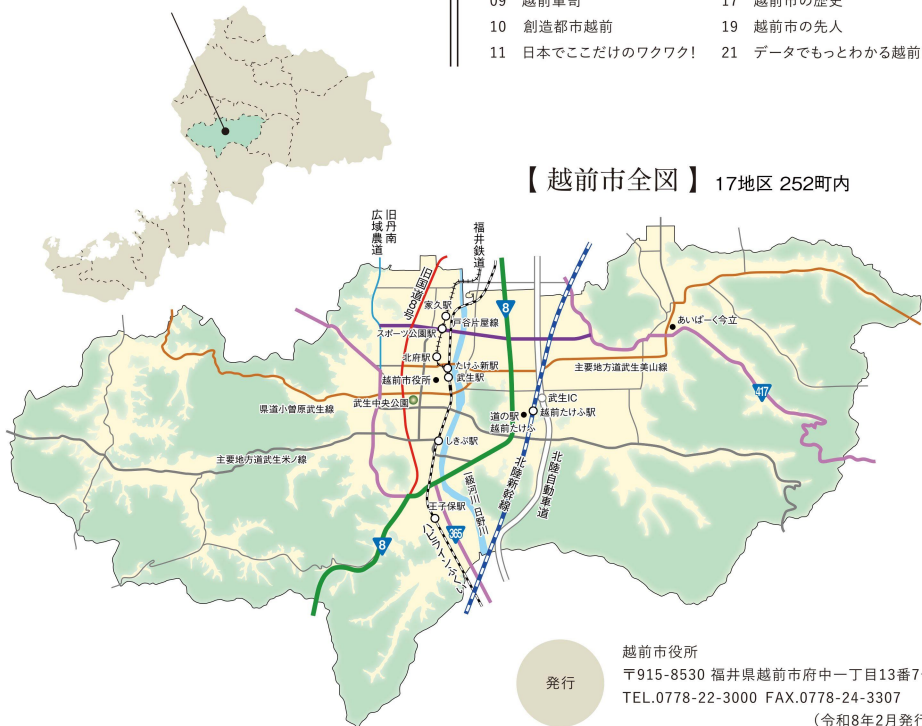 09 越前軍奇
17 越前市の歴史
10 創造都市越前
19 越前市の先人
11 日本でここだけのワクワク!
21 データでもっとわかる越前
【 越前市全図 】 17地区 252町内
旧丹南
広域農道
福井鉄道
旧国道8号
家久駅
8
戸谷片屋線
スポーツ公園駅
あいぱーく今立
北府駅
たけふ新駅
武生駅
越前市役所
主要地方道武生美山線
武生中央公園
武生IC
417
県道小曽原武生線
道の駅
越前たけふ
越前たけふ駅
しきぶ駅
主要地方道武生米ノ線
北陸新幹線
北陸自動車道
一級河川 日野川
王子保駅
365
8
ハピラインふくい
発行
越前市役所
〒915-8530 福井県越前市府中一丁目13番7
TEL.0778-22-3000 FAX.0778-24-3307
(令和8年2月発行